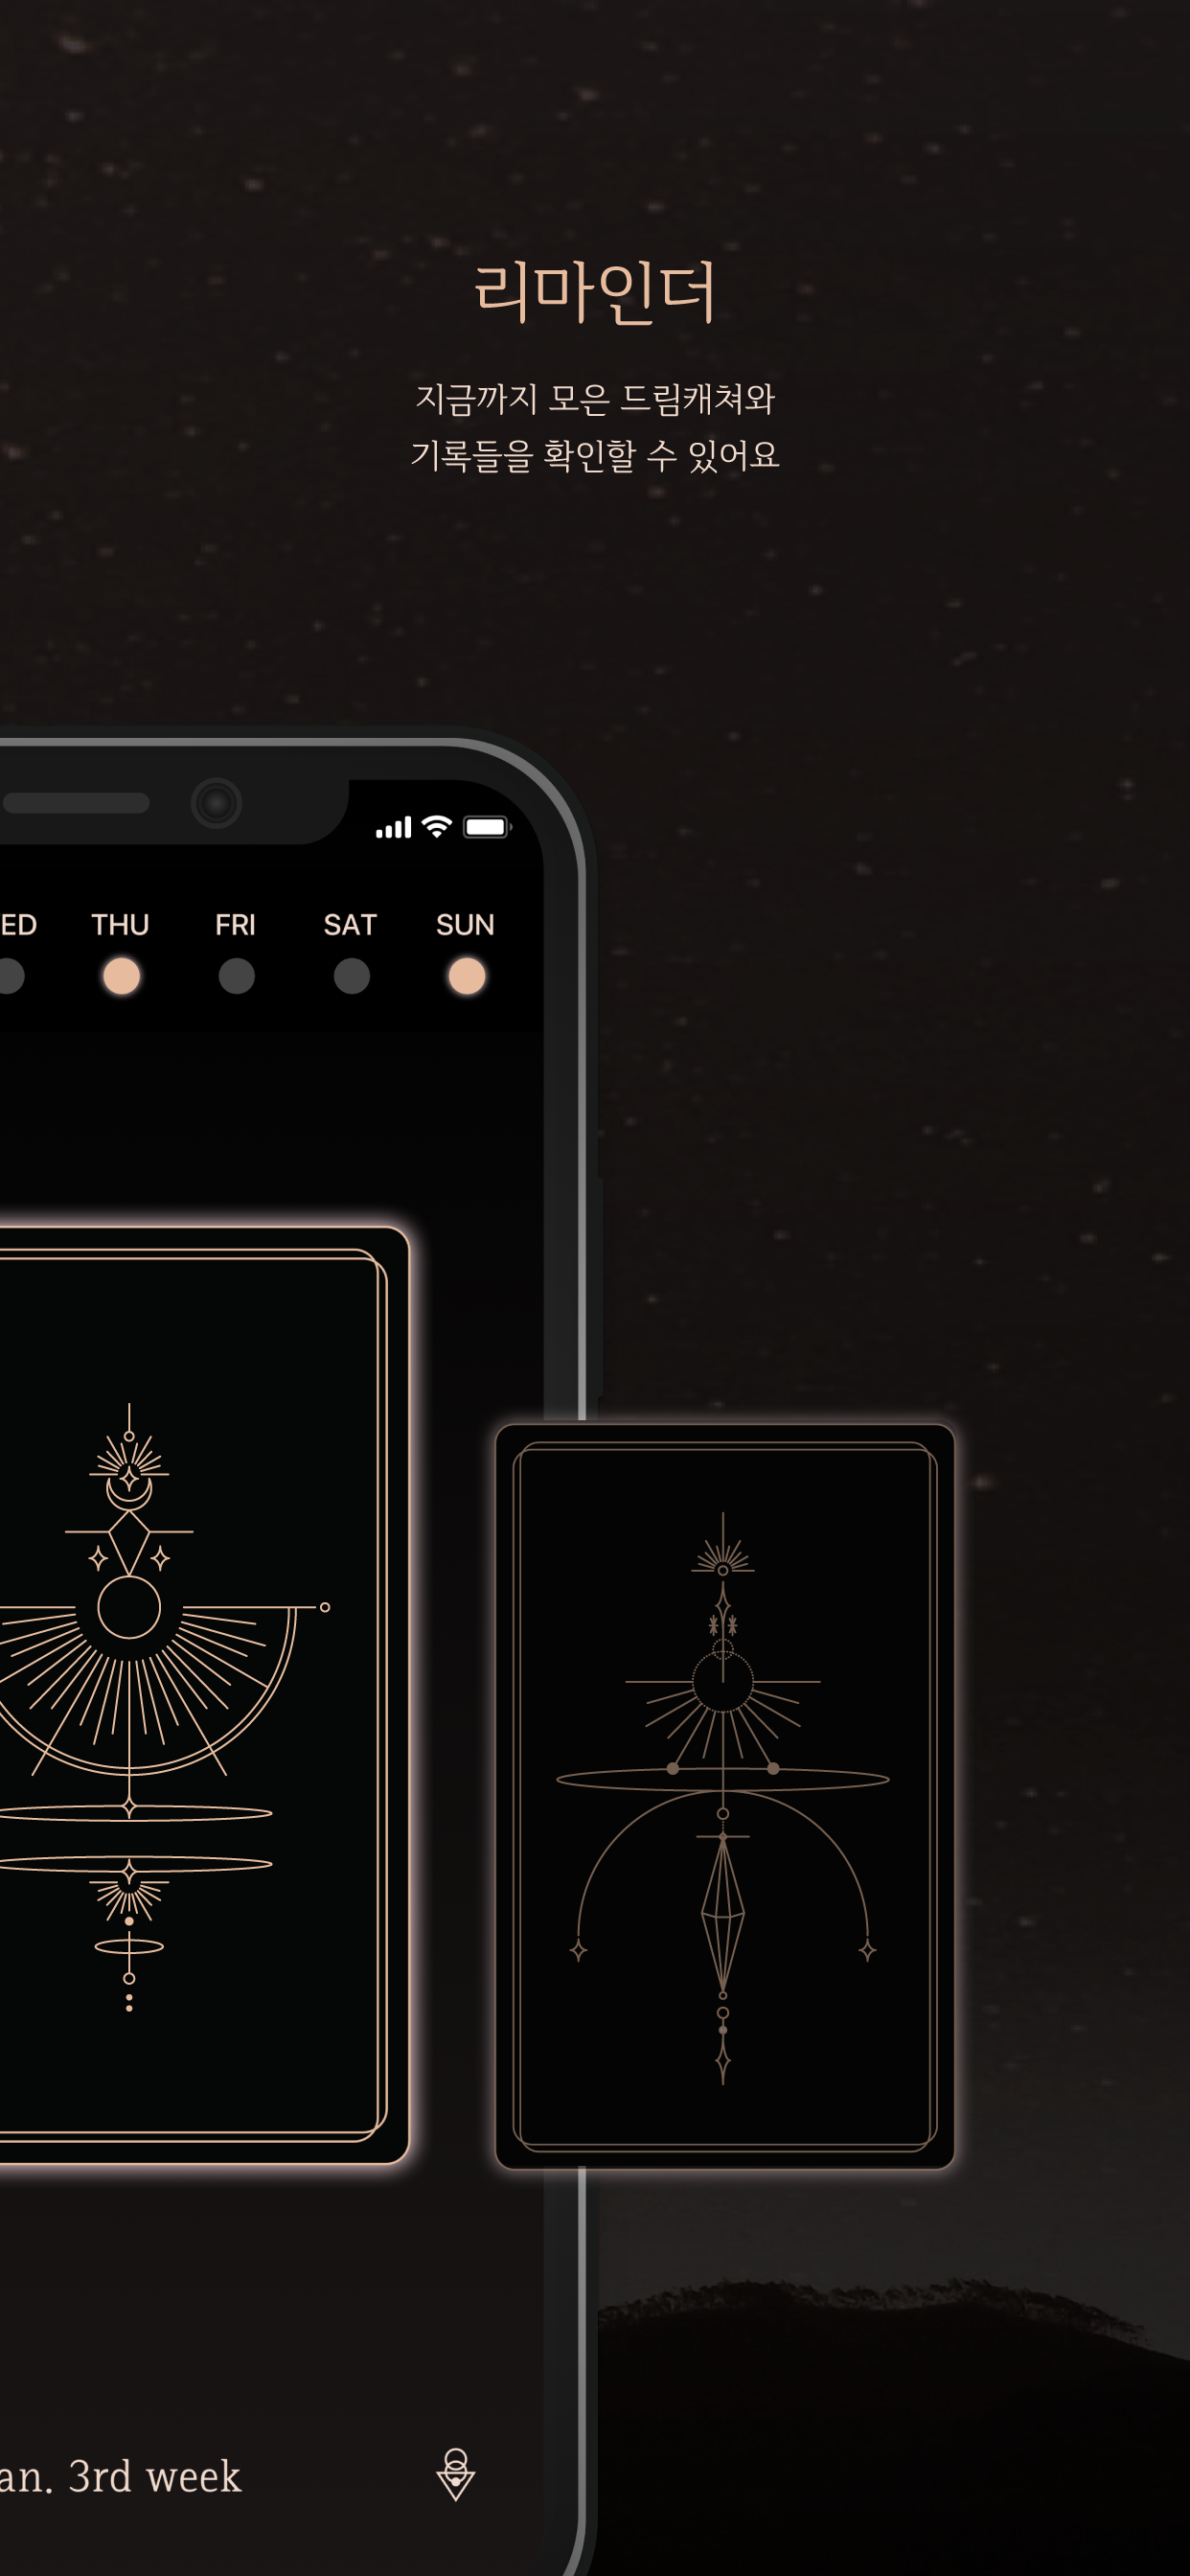 리마인더
지금까지 모은 드림캐쳐와
기록들을 확인할 수 있어요
ED THU FRI SAT SUN
an. 3rd week